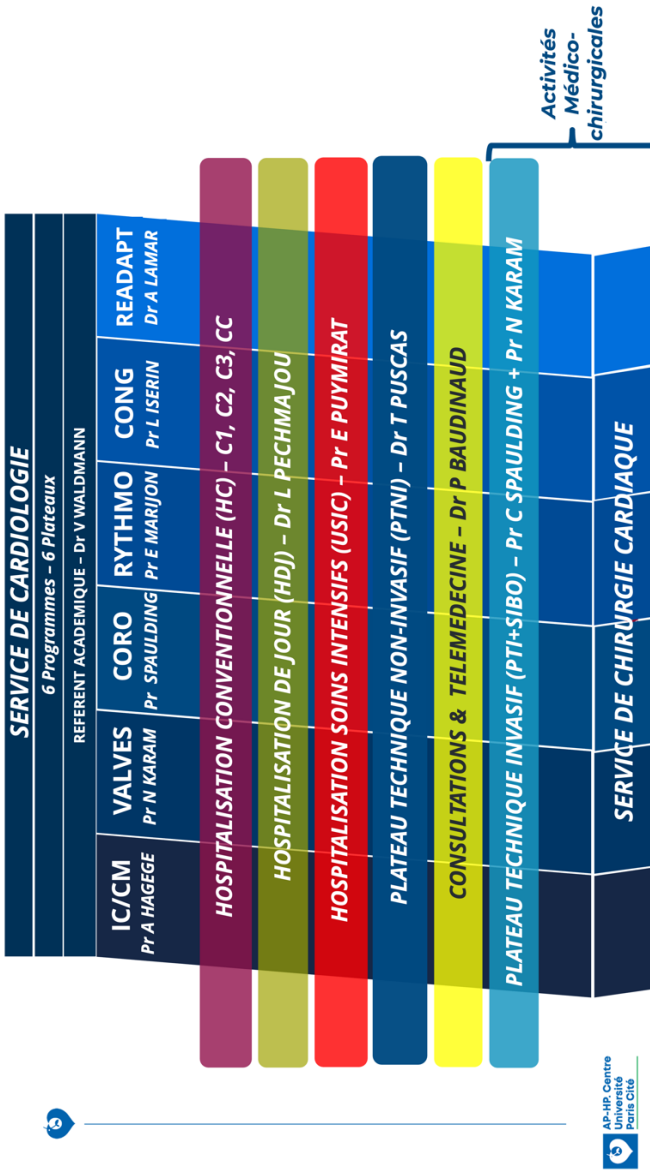 SERVICE DE CARDIOLOGIE
6 Programmes – 6 Plateaux
REFERENT ACADEMIQUE – Dr V WALDMANN
IC/CM
Pr A HAGEGE
VALVES
Pr N KARAM
CORO
Pr SPAULDING
RYTHMO
Pr E MARIJON
CONG
Pr L ISERIN
READAPT
Dr A LAMAR
HOSPITALISATION CONVENTIONNELLE (HC) – C1, C2, C3, CC
HOSPITALISATION DE JOUR (HDJ) – Dr L PECHMAJOU
HOSPITALISATION SOINS INTENSIFS (USIC) – Pr E PUYMIRAT
PLATEAU TECHNIQUE NON-INVASIF (PTNI) – Dr T PUSCAS
CONSULTATIONS & TELEMEDECINE – Dr P BAUDINAUD
PLATEAU TECHNIQUE INVASIF (PTI+SIBO) – Pr C SPAULDING + Pr N KARAM
Activités
Médico-
chirurgicales
SERVICE DE CHIRURGIE CARDIAQUE
AP-HP. Centre
Université
Paris Cité